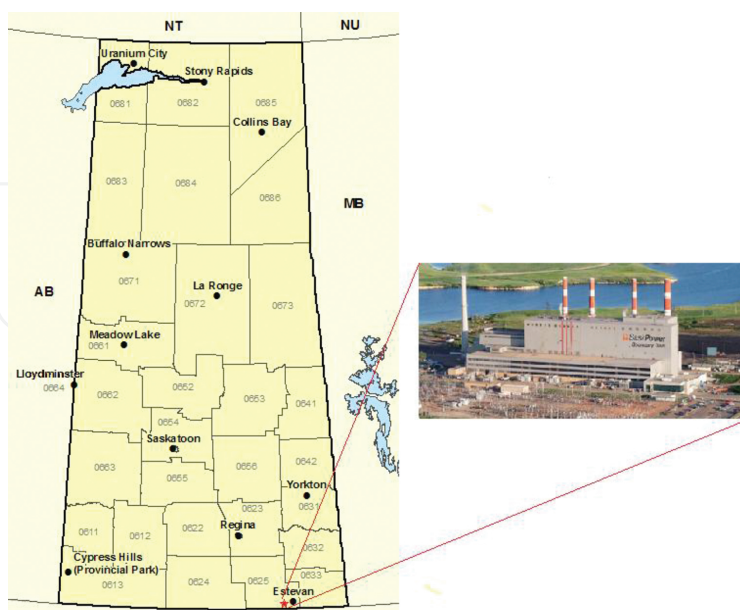 NT
NU
Uranium City
Stony Rapids
0681
0682
0685
Collins Bay
0683
0684
0686
MB
Buffalo Narrows
0671
AB
La Ronge
0672
0673
Meadow Lake
0661
Lloydminster
0664
0662
0652
0653
0641
0654
Saskatoon
0663
0655
0656
0642
Yorkton
0631
0623
0611
0612
0622
Regina
0632
Cypress Hills
(Provincial Park)
0613
0624
0625
0633
Estevan
SaskPower